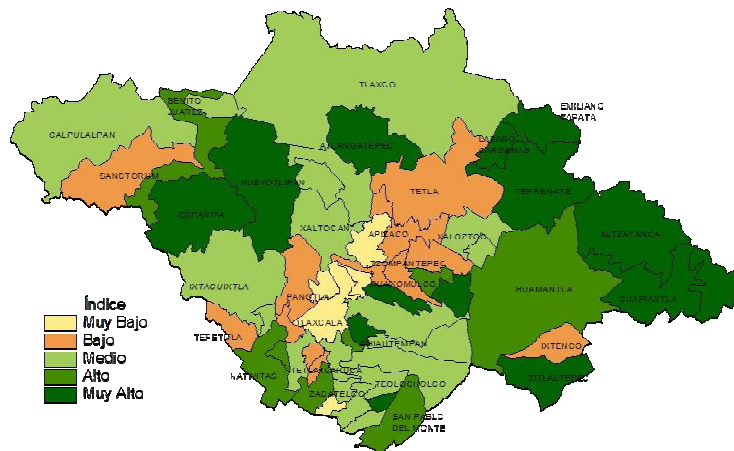 TLAXCO
BENITO
JUAREZ
EMILIANO
ZAPATA
CALPULALPAN
ATLANGATEPEC
LAZARO
CARDENAS
SANCTORUM
HUEYOTLIPAN
TETLA
TERRENATE
ESPAÑITA
XALTOCAN
APIZACO
XALOZTOC
ALTZAYANCA
TZOMPANTEPEC
IXTACUIXTLA
PANOTLA
GUAXOMULCO
HUAMANTLA
CUAPIAXTLA
Índice
Muy Bajo
Bajo
Medio
Alto
Muy Alto
TLAXCALA
TEPETITLA
CHIAUTEMPAN
IXTENCO
NATIVITAS
TEOLOCHOLCO
ZITLALTEPEC
ZACATELCO
SAN PABLO
DEL MONTE